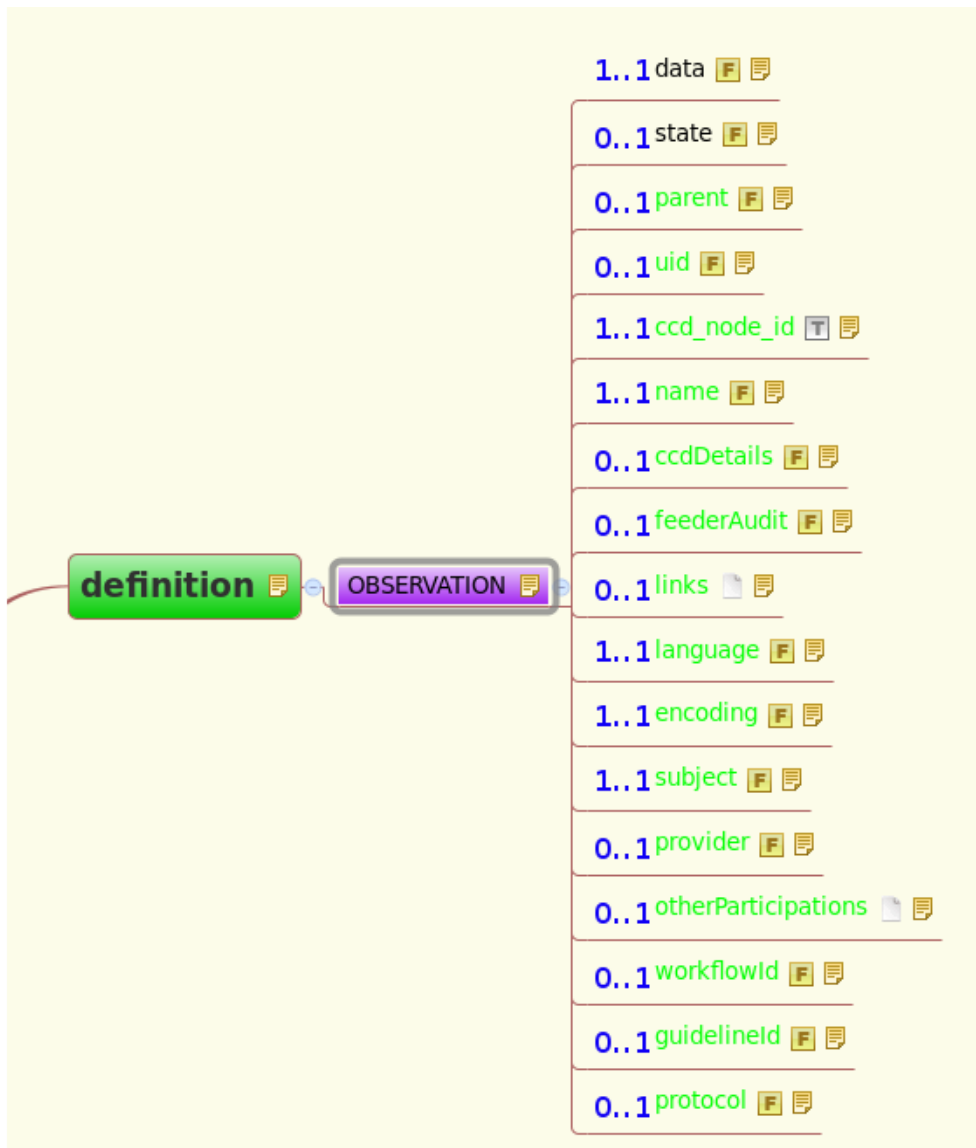 1..1 data F
0..1 state F
0..1 parent F
0..1 uid F
1..1 ccd_node_id T
1..1 name F
0..1 ccdDetails F
0..1 feederAudit F
definition OBSERVATION 0..1 links
1..1 language F
1..1 encoding F
1..1 subject F
0..1 provider F
0..1 otherParticipations
0..1 workflowId F
0..1 guidelineId F
0..1 protocol F